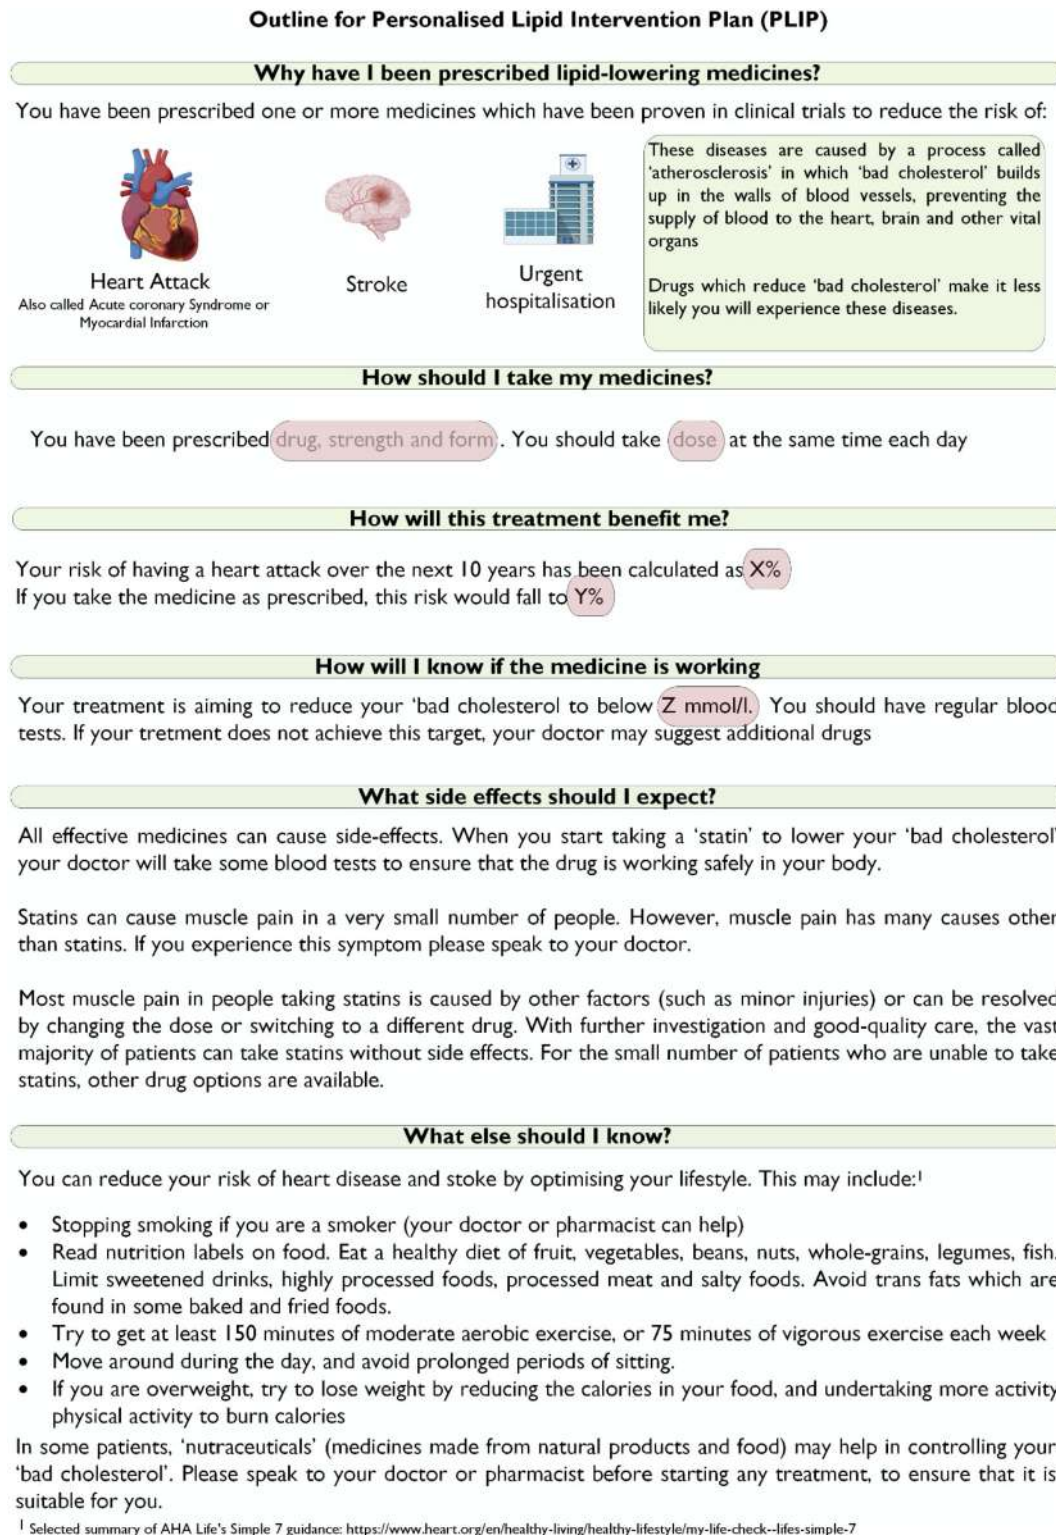 Outline for Personalised Lipid Intervention Plan (PLIP)
Why have I been prescribed lipid-lowering medicines?
You have been prescribed one or more medicines which have been proven in clinical trials to reduce the risk of:
Heart Attack
Also called Acute coronary Syndrome or
Myocardial Infarction
Stroke
Urgent
hospitalisation
These diseases are caused by a process called
'atherosclerosis' in which 'bad cholesterol' builds
up in the walls of blood vessels, preventing the
supply of blood to the heart, brain and other vital
organs
Drugs which reduce 'bad cholesterol' make it less
likely you will experience these diseases.
How should I take my medicines?
You have been prescribed drug, strength and form. You should take dose at the same time each day
How will this treatment benefit me?
Your risk of having a heart attack over the next 10 years has been calculated as X%
If you take the medicine as prescribed, this risk would fall to Y%
How will I know if the medicine is working
Your treatment is aiming to reduce your 'bad cholesterol to below Z mmol/l. You should have regular blood
tests. If your tretment does not achieve this target, your doctor may suggest additional drugs
What side effects should I expect?
All effective medicines can cause side-effects. When you start taking a 'statin' to lower your 'bad cholesterol'
your doctor will take some blood tests to ensure that the drug is working safely in your body.
Statins can cause muscle pain in a very small number of people. However, muscle pain has many causes other
than statins. If you experience this symptom please speak to your doctor.
Most muscle pain in people taking statins is caused by other factors (such as minor injuries) or can be resolved
by changing the dose or switching to a different drug. With further investigation and good-quality care, the vast
majority of patients can take statins without side effects. For the small number of patients who are unable to take
statins, other drug options are available.
What else should I know?
You can reduce your risk of heart disease and stoke by optimising your lifestyle. This may include:¹
• Stopping smoking if you are a smoker (your doctor or pharmacist can help)
• Read nutrition labels on food. Eat a healthy diet of fruit, vegetables, beans, nuts, whole-grains, legumes, fish.
Limit sweetened drinks, highly processed foods, processed meat and salty foods. Avoid trans fats which are
found in some baked and fried foods.
• Try to get at least 150 minutes of moderate aerobic exercise, or 75 minutes of vigorous exercise each week
• Move around during the day, and avoid prolonged periods of sitting.
• If you are overweight, try to lose weight by reducing the calories in your food, and undertaking more activity
physical activity to burn calories
In some patients, 'nutraceuticals' (medicines made from natural products and food) may help in controlling your
'bad cholesterol'. Please speak to your doctor or pharmacist before starting any treatment, to ensure that it is
suitable for you.
¹ Selected summary of AHA Life's Simple 7 guidance: https://www.heart.org/en/healthy-living/healthy-lifestyle/my-life-check--lifes-simple-7